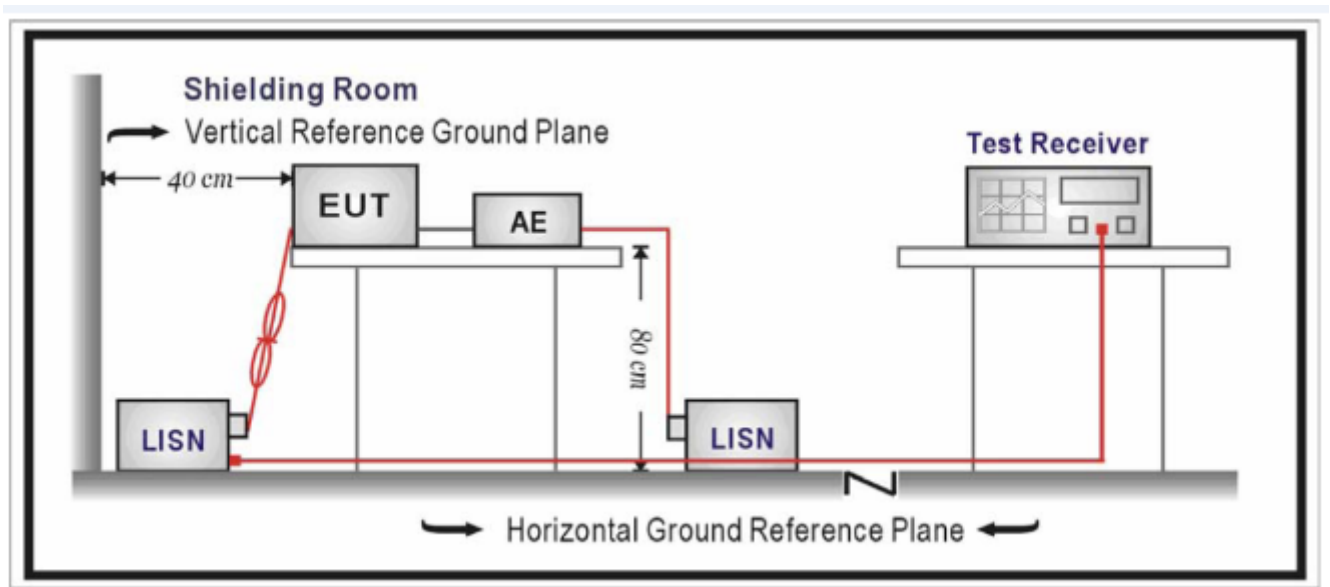 Shielding Room
Vertical Reference Ground Plane
Test Receiver
40 cm
EUT
AE
80 cm
LISN
LISN
Horizontal Ground Reference Plane